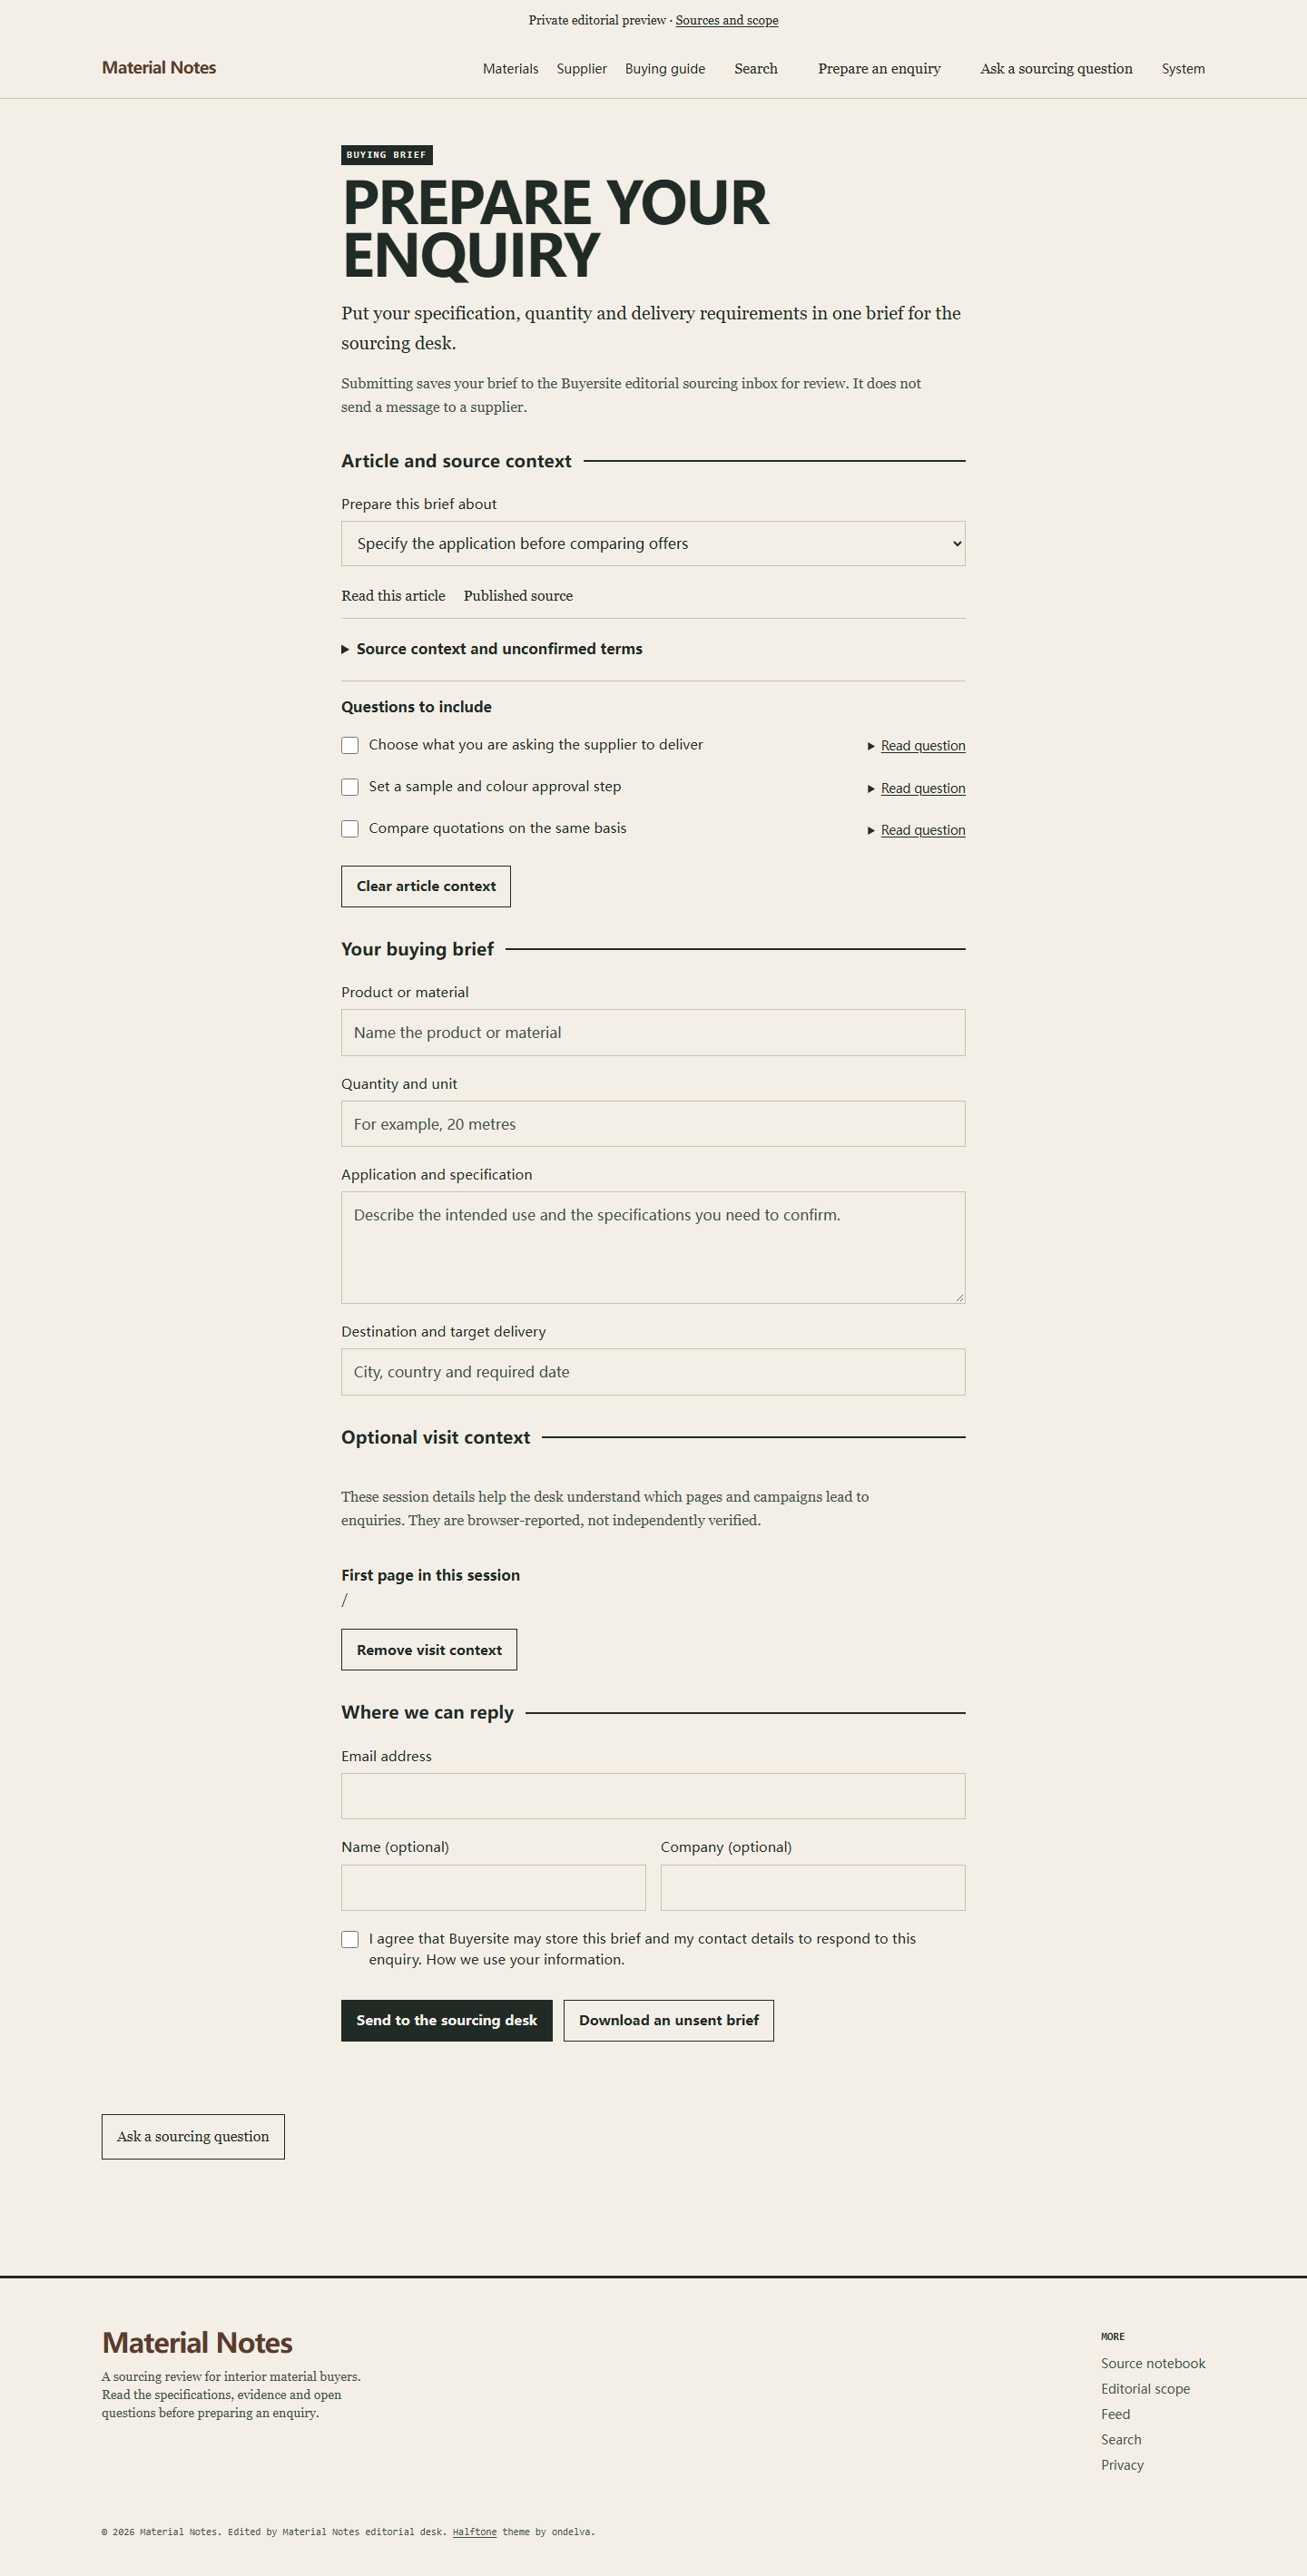 Private editorial preview · Sources and scope
Material Notes
Materials Supplier Buying guide Search Prepare an enquiry Ask a sourcing question System
BUYING BRIEF
PREPARE YOUR
ENQUIRY
Put your specification, quantity and delivery requirements in one brief for the
sourcing desk.
Submitting saves your brief to the Buyersite editorial sourcing inbox for review. It does not
send a message to a supplier.
Article and source context
Prepare this brief about
Specify the application before comparing offers
Read this article Published source
Source context and unconfirmed terms
Questions to include
Choose what you are asking the supplier to deliver Read question
Set a sample and colour approval step Read question
Compare quotations on the same basis Read question
Clear article context
Your buying brief
Product or material
Name the product or material
Quantity and unit
For example, 20 metres
Application and specification
Describe the intended use and the specifications you need to confirm.
Destination and target delivery
City, country and required date
Optional visit context
These session details help the desk understand which pages and campaigns lead to
enquiries. They are browser-reported, not independently verified.
First page in this session
/
Remove visit context
Where we can reply
Email address
Name (optional) Company (optional)
I agree that Buyersite may store this brief and my contact details to respond to this
enquiry. How we use your information.
Send to the sourcing desk Download an unsent brief
Ask a sourcing question
Material Notes
A sourcing review for interior material buyers.
Read the specifications, evidence and open
questions before preparing an enquiry.
MORE
Source notebook
Editorial scope
Feed
Search
Privacy
© 2026 Material Notes. Edited by Material Notes editorial desk. Halftone theme by ondelva.